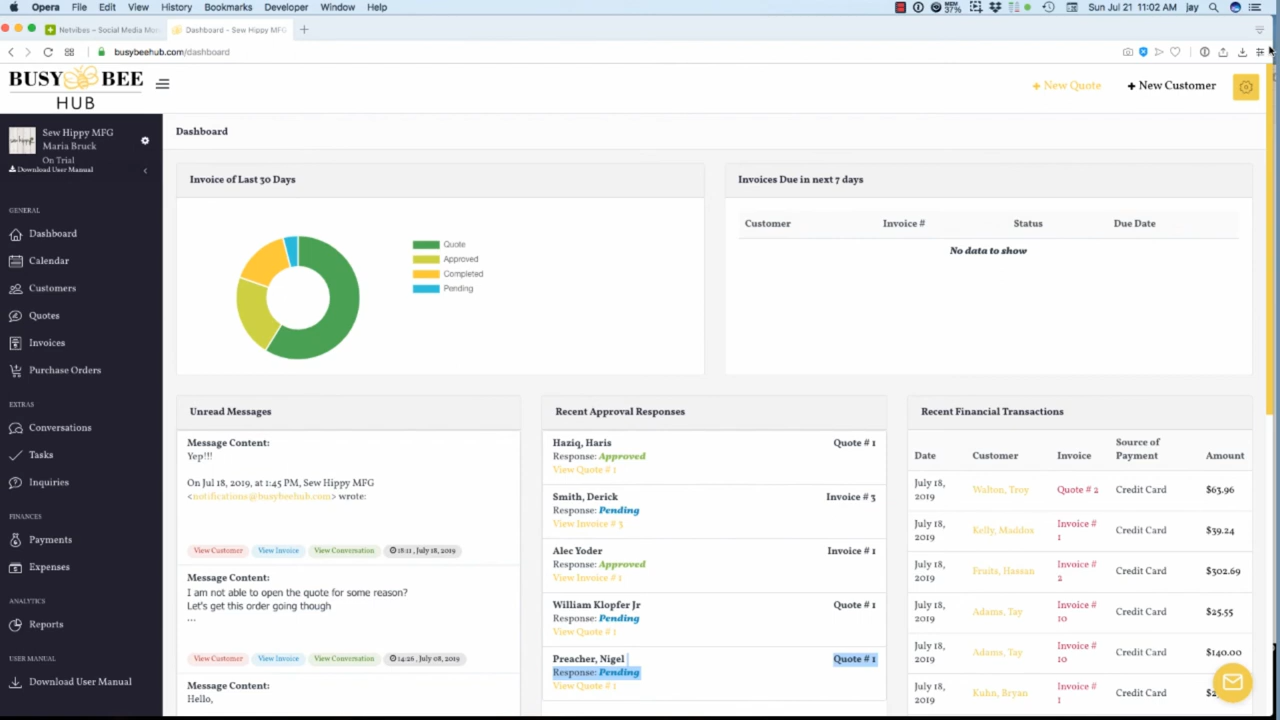 Opera File Edit View History Bookmarks Developer Window Help
MEM 37% Sun Jul 21 11:02 AM jay
Netvibes – Social Media Mon
Dashboard - Sew Hippy MFG
busybeehub.com/dashboard
BUSY BEE
HUB
+ New Quote + New Customer
Sew Hippy MFG
Maria Bruck
On Trial
Download User Manual
GENERAL
Dashboard
Calendar
Customers
Quotes
Invoices
Purchase Orders
EXTRAS
Conversations
Tasks
Inquiries
FINANCES
Payments
Expenses
ANALYTICS
Reports
USER MANUAL
Download User Manual
Dashboard
Invoice of Last 30 Days
Quote
Approved
Completed
Pending
Invoices Due in next 7 days
Customer Invoice # Status Due Date
No data to show
Unread Messages
Message Content:
Yep!!!
On Jul 18, 2019, at 1:45 PM, Sew Hippy MFG
<notifications@busybeehub.com> wrote:
View Customer View Invoice View Conversation 18:11 , July 18, 2019
Message Content:
I am not able to open the quote for some reason?
Let's get this order going though
...
View Customer View Invoice View Conversation 14:26 , July 08, 2019
Message Content:
Hello,
Recent Approval Responses
Haziq, Haris Quote # 1
Response: Approved
View Quote # 1
Smith, Derick Invoice # 3
Response: Pending
View Invoice # 3
Alec Yoder Invoice # 1
Response: Approved
View Invoice # 1
William Klopfer Jr Quote # 1
Response: Pending
View Quote # 1
Preacher, Nigel Quote # 1
Response: Pending
View Quote # 1
Recent Financial Transactions
Date Customer Invoice Source of Payment Amount
July 18, 2019 Walton, Troy Quote # 2 Credit Card $63.96
July 18, 2019 Kelly, Maddox Invoice # 1 Credit Card $39.24
July 18, 2019 Fruits, Hassan Invoice # 2 Credit Card $302.69
July 18, 2019 Adams, Tay Invoice # 10 Credit Card $25.55
July 18, 2019 Adams, Tay Invoice # 10 Credit Card $140.00
July 18, 2019 Kuhn, Bryan Invoice # 1 Credit Card